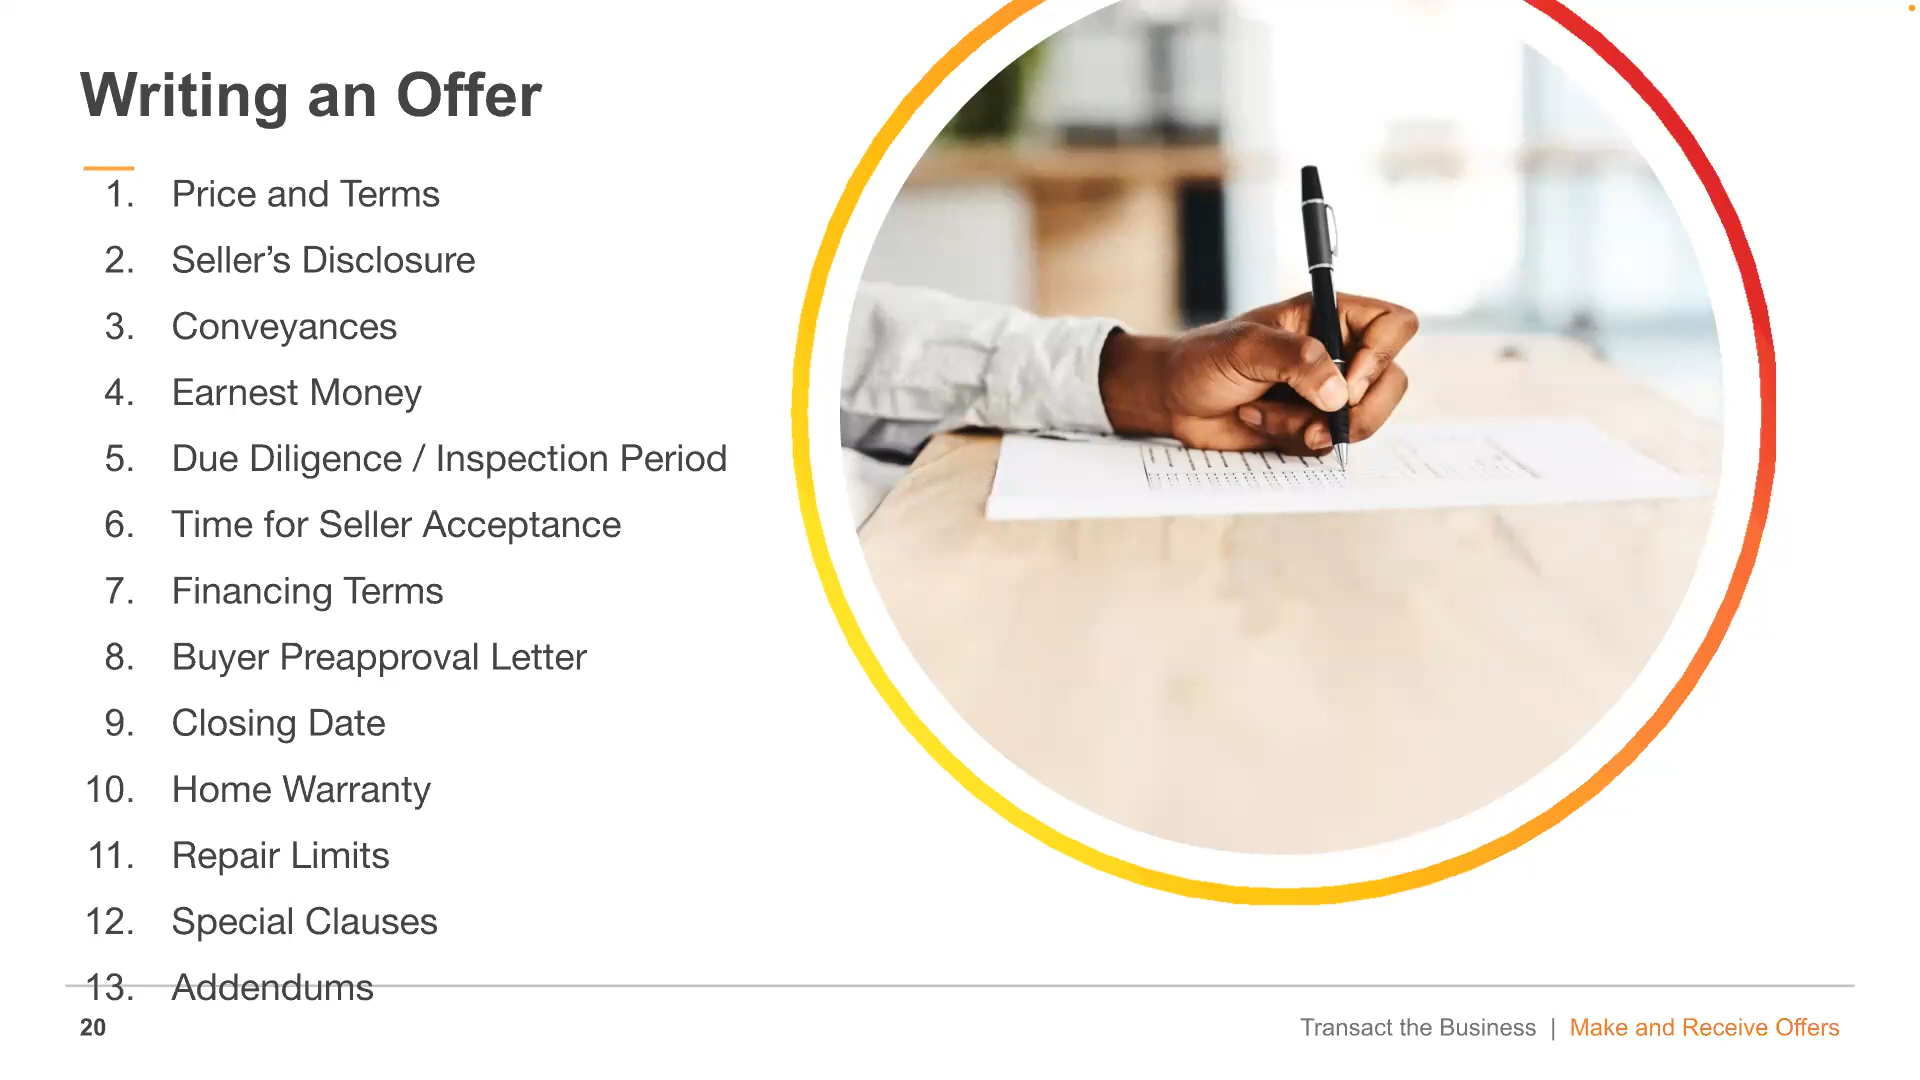 Writing an Offer
1. Price and Terms
2. Seller’s Disclosure
3. Conveyances
4. Earnest Money
5. Due Diligence / Inspection Period
6. Time for Seller Acceptance
7. Financing Terms
8. Buyer Preapproval Letter
9. Closing Date
10. Home Warranty
11. Repair Limits
12. Special Clauses
13. Addendums
20
Transact the Business | Make and Receive Offers